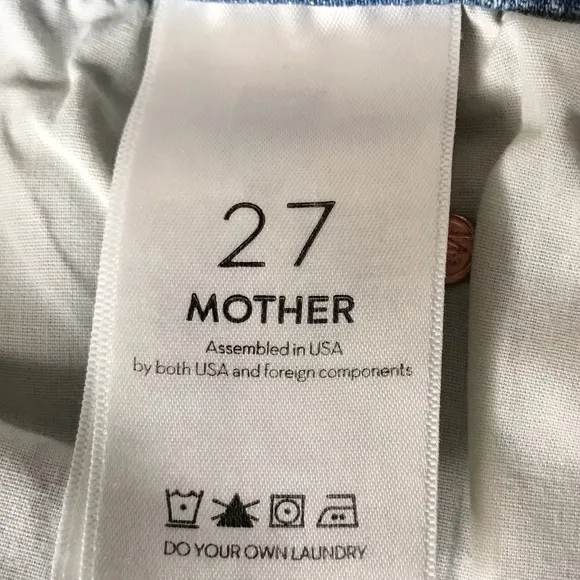 27
MOTHER
Assembled in USA
by both USA and foreign components
DO YOUR OWN LAUNDRY